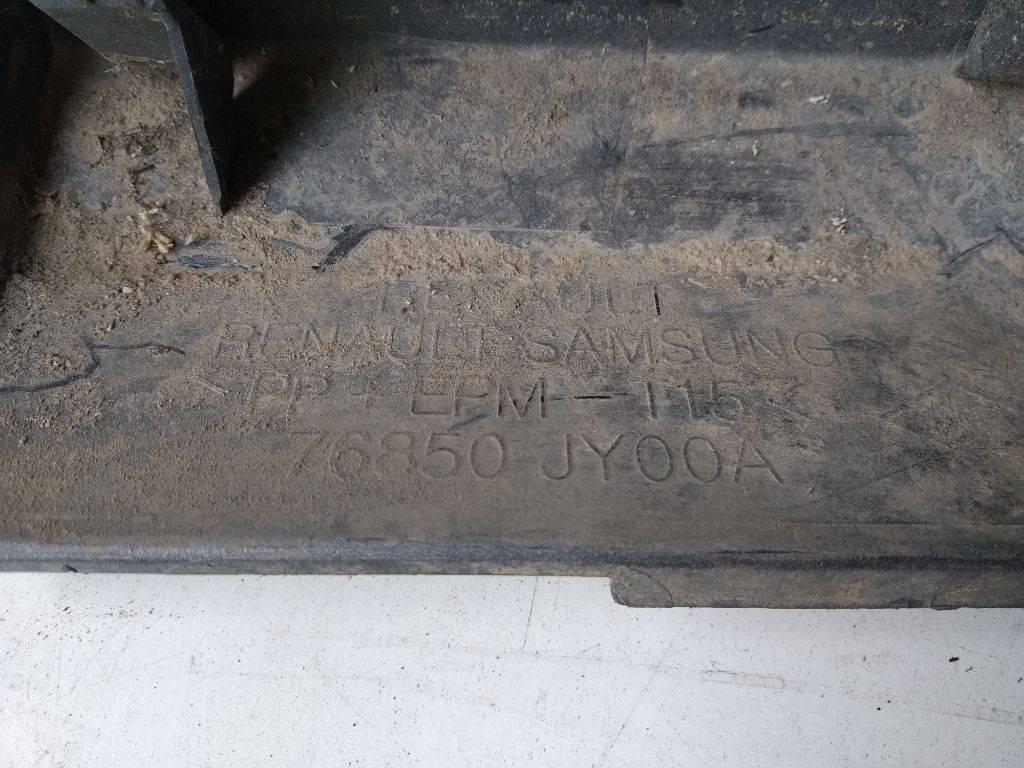 RENAULT
RENAULT SAMSUNG
>PP + EPM - T15<
76850 JY00A